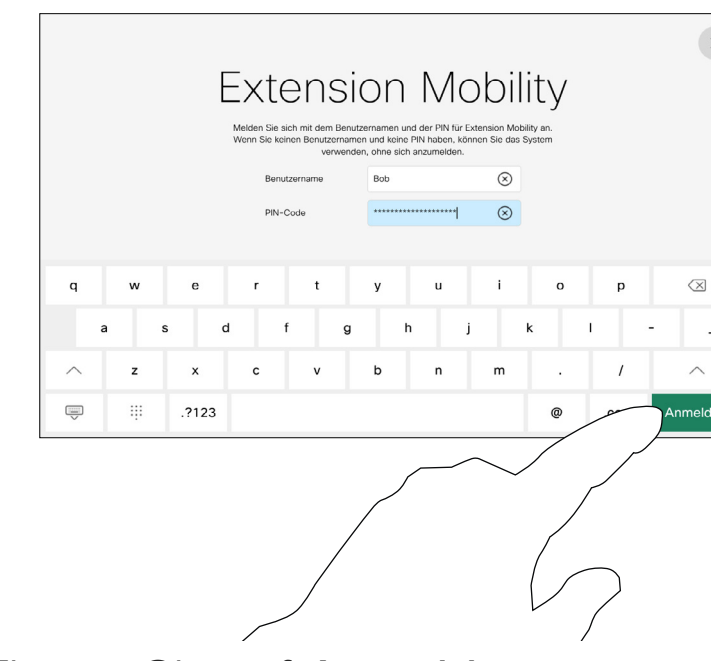 Extension Mobility
Melden Sie sich mit dem Benutzernamen und der PIN für Extension Mobility an.
Wenn Sie keinen Benutzernamen und keine PIN haben, können Sie das System
verwenden, ohne sich anzumelden.
Benutzername Bob
PIN-Code ********************
q w e r t y u i o p
a s d f g h j k l -
z x c v b n m . /
.?123 @
Anmeld